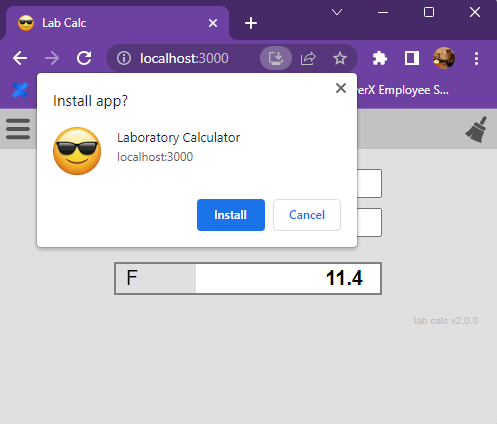 Lab Calc
localhost:3000
erX Employee S...
Install app?
Laboratory Calculator
localhost:3000
Install
Cancel
F
11.4
lab calc v2.0.0